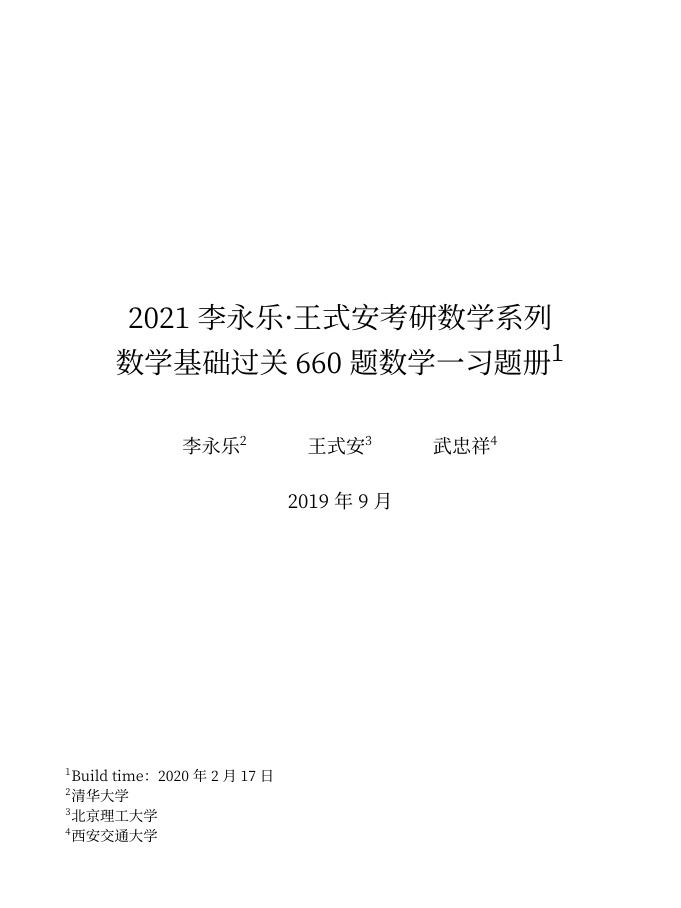 2021 李永乐·王式安考研数学系列
数学基础过关 660 题数学一习题册1
李永乐2 王式安3 武忠祥4
2019 年 9 月
1Build time：2020 年 2 月 17 日
2清华大学
3北京理工大学
4西安交通大学